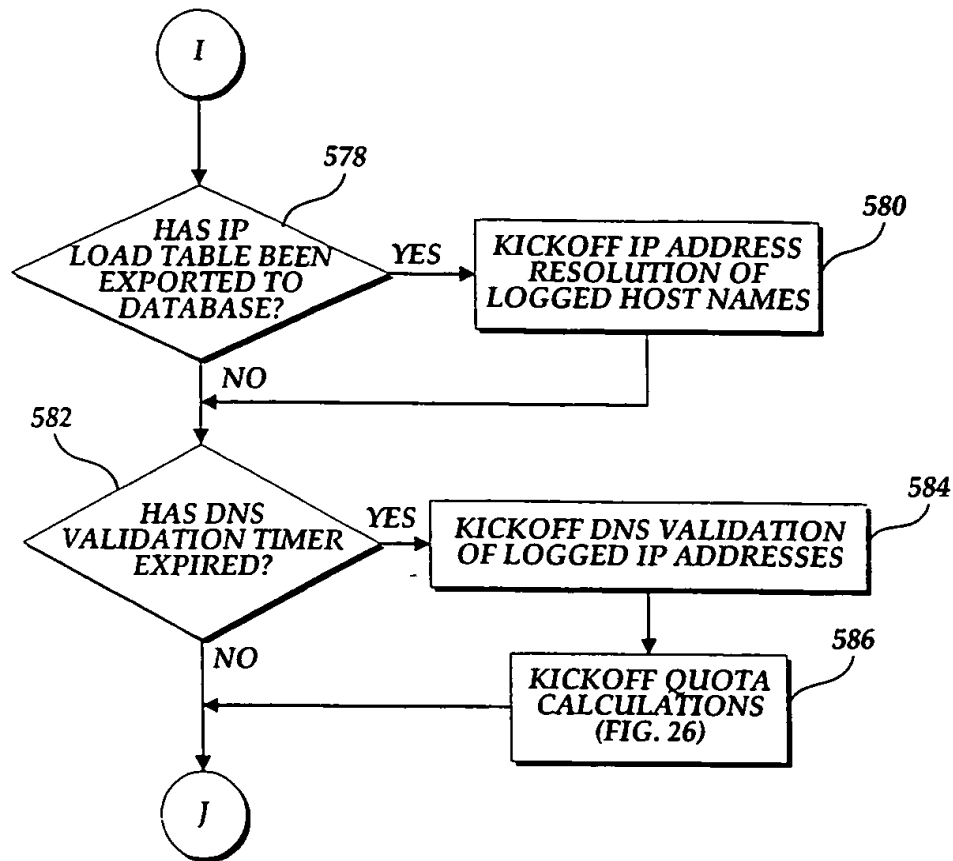 I
578
HAS IP
LOAD TABLE BEEN
EXPORTED TO
DATABASE?
YES
580
KICKOFF IP ADDRESS
RESOLUTION OF
LOGGED HOST NAMES
NO
582
HAS DNS
VALIDATION TIMER
EXPIRED?
YES
584
KICKOFF DNS VALIDATION
OF LOGGED IP ADDRESSES
NO
586
KICKOFF QUOTA
CALCULATIONS
(FIG. 26)
J